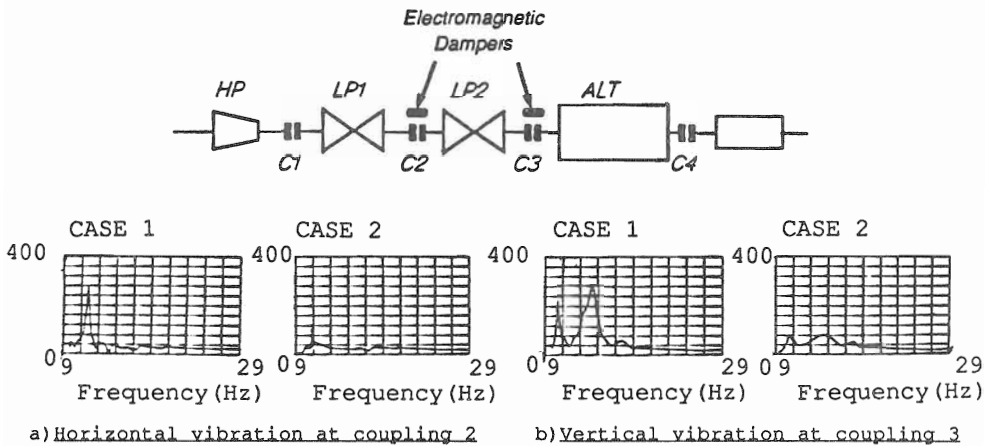 Electromagnetic
Dampers
HP
LP1
LP2
ALT
C1
C2
C3
C4
CASE 1
CASE 2
CASE 1
CASE 2
400
400
400
400
0
9
29
0
9
29
0
9
29
0
9
29
Frequency (Hz)
Frequency (Hz)
Frequency (Hz)
Frequency (Hz)
a) Horizontal vibration at coupling 2
b) Vertical vibration at coupling 3